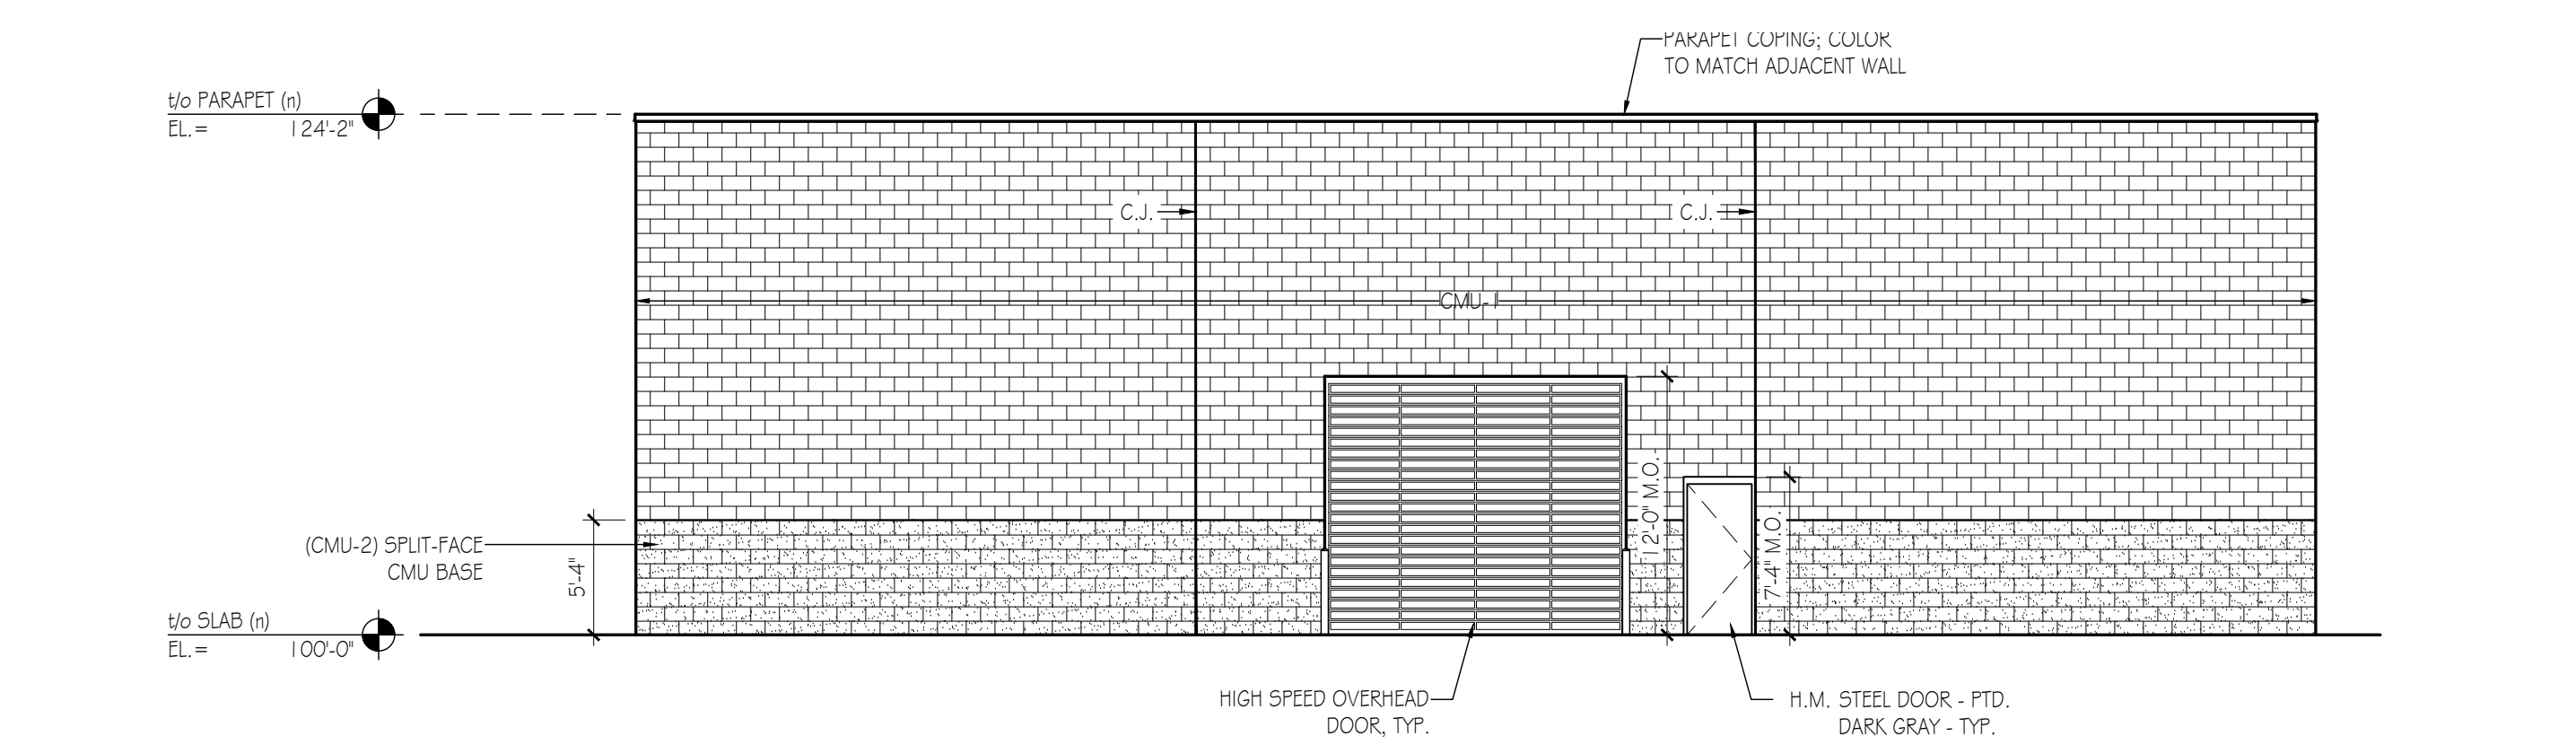 PARAPET COPING; COLOR
TO MATCH ADJACENT WALL
t/o PARAPET (n)
EL.= 124'-2"
C.J.
C.J.
CMU-1
12'-0" M.O.
7'-4" M.O.
(CMU-2) SPLIT-FACE
CMU BASE
5'-4"
t/o SLAB (n)
EL.= 100'-0"
HIGH SPEED OVERHEAD
DOOR, TYP.
H.M. STEEL DOOR - PTD.
DARK GRAY - TYP.